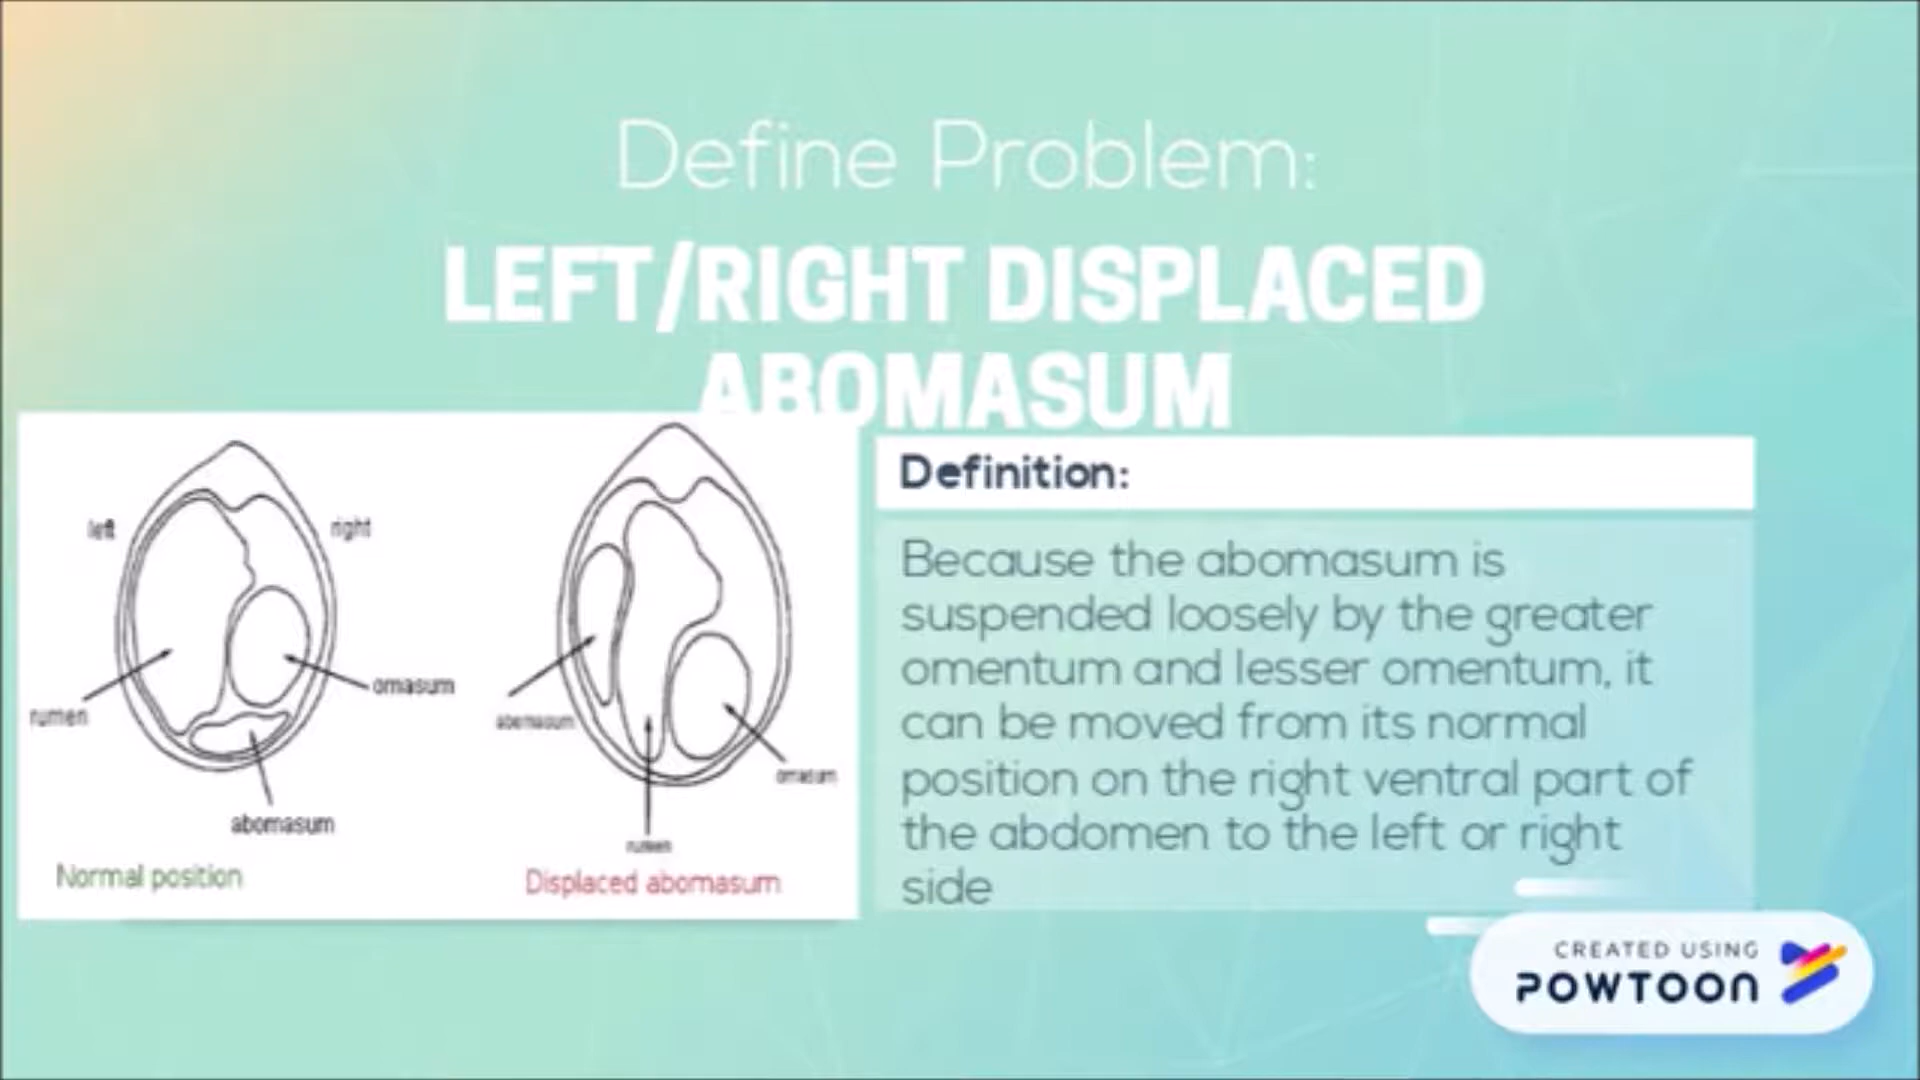 Define Problem:
LEFT/RIGHT DISPLACED
ABOMASUM
left
right
rumen
omasum
abomasum
Normal position
abomasum
omasum
rumen
Displaced abomasum
Definition:
Because the abomasum is
suspended loosely by the greater
omentum and lesser omentum, it
can be moved from its normal
position on the right ventral part of
the abdomen to the left or right
side
CREATED USING
POWTOON